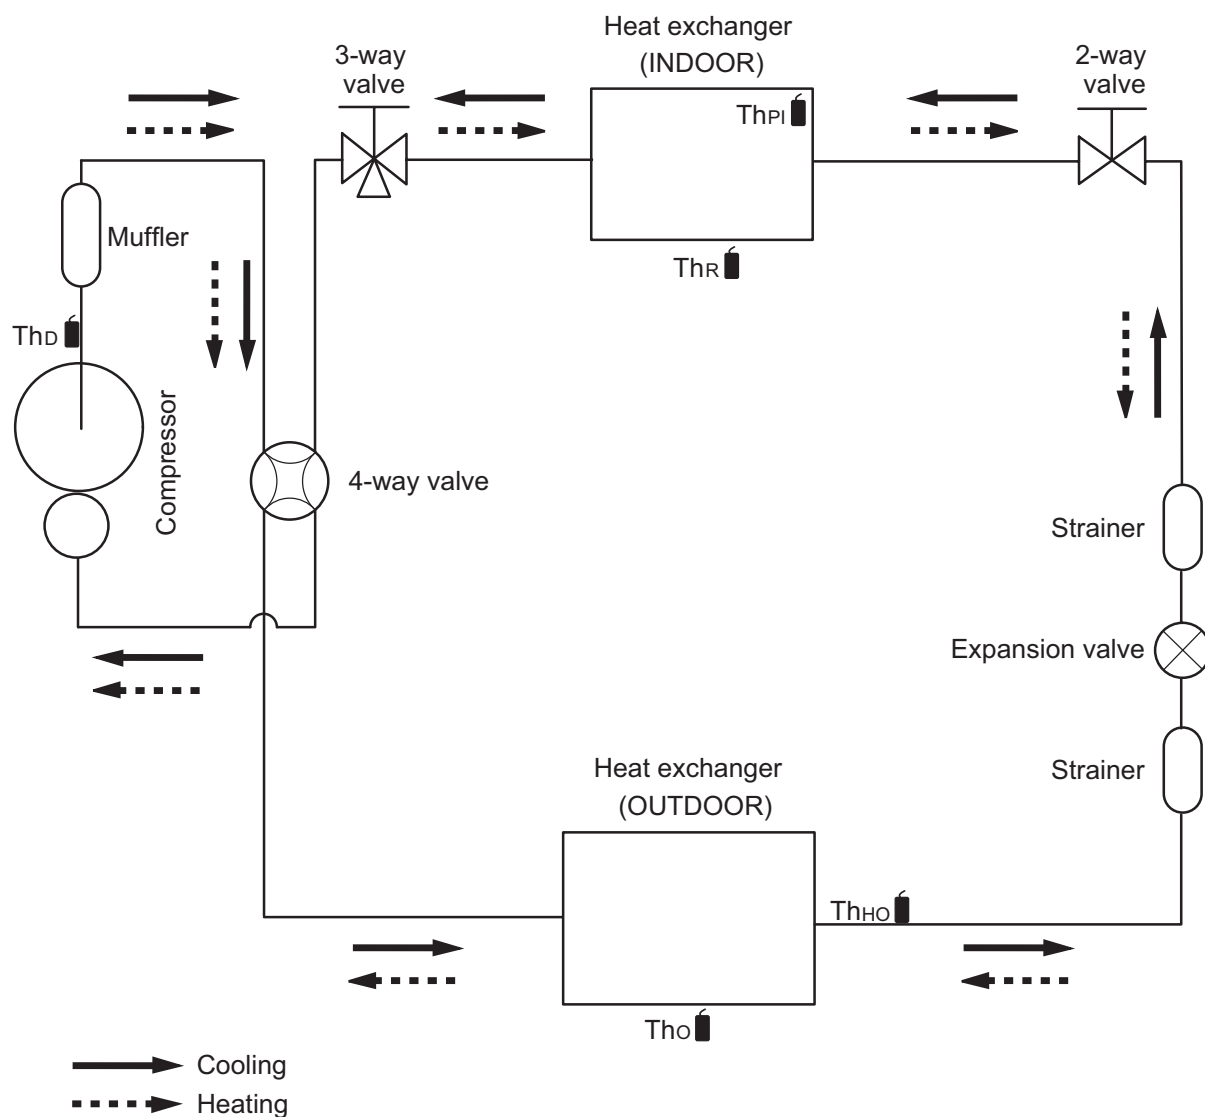 Heat exchanger
(INDOOR)
3-way
valve
2-way
valve
ThPI
Muffler
ThR
ThD
Compressor
4-way valve
Strainer
Expansion valve
Strainer
Heat exchanger
(OUTDOOR)
ThHO
ThO
Cooling
Heating